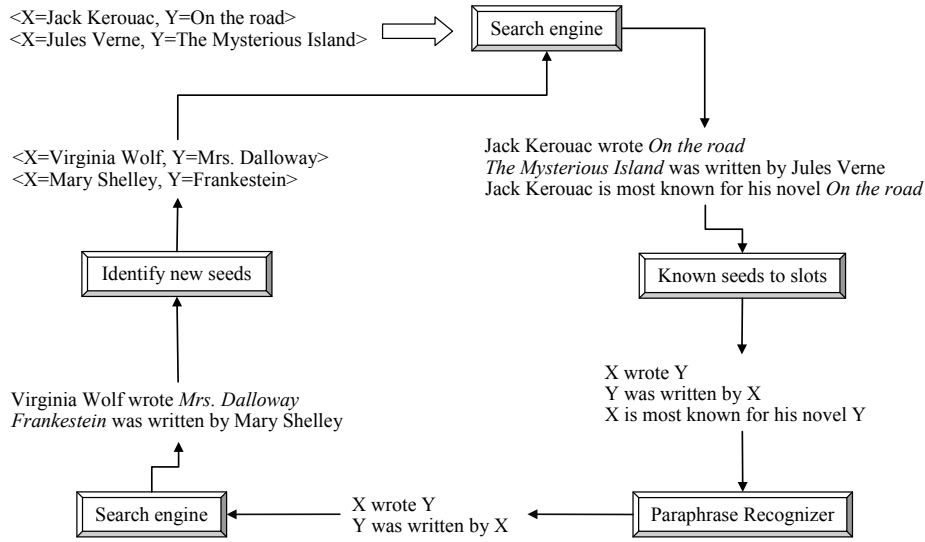 <X=Jack Kerouac, Y=On the road>
<X=Jules Verne, Y=The Mysterious Island>
Search engine
Jack Kerouac wrote On the road
The Mysterious Island was written by Jules Verne
Jack Kerouac is most known for his novel On the road
Known seeds to slots
X wrote Y
Y was written by X
X is most known for his novel Y
Paraphrase Recognizer
X wrote Y
Y was written by X
Search engine
Virginia Wolf wrote Mrs. Dalloway
Frankestein was written by Mary Shelley
Identify new seeds
<X=Virginia Wolf, Y=Mrs. Dalloway>
<X=Mary Shelley, Y=Frankestein>